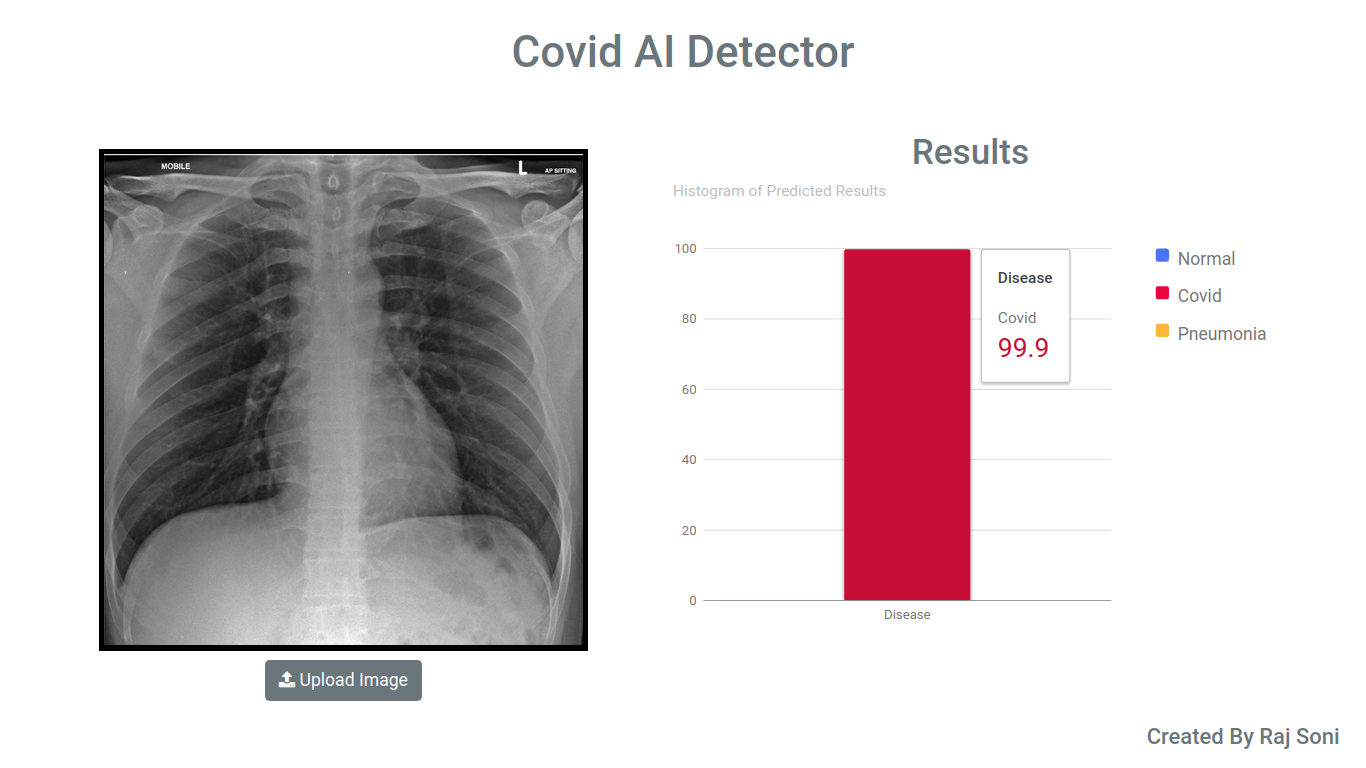 Covid AI Detector
MOBILE
L
AP SITTING
Upload Image
Results
Histogram of Predicted Results
100
80
60
40
20
0
Disease
Disease
Covid
99.9
Normal
Covid
Pneumonia
Created By Raj Soni